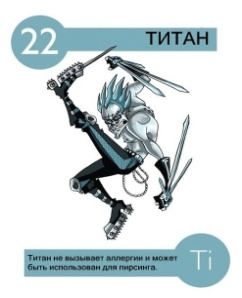 22
ТИТАН
Титан не вызывает аллергии и может
быть использован для пирсинга.
Ti